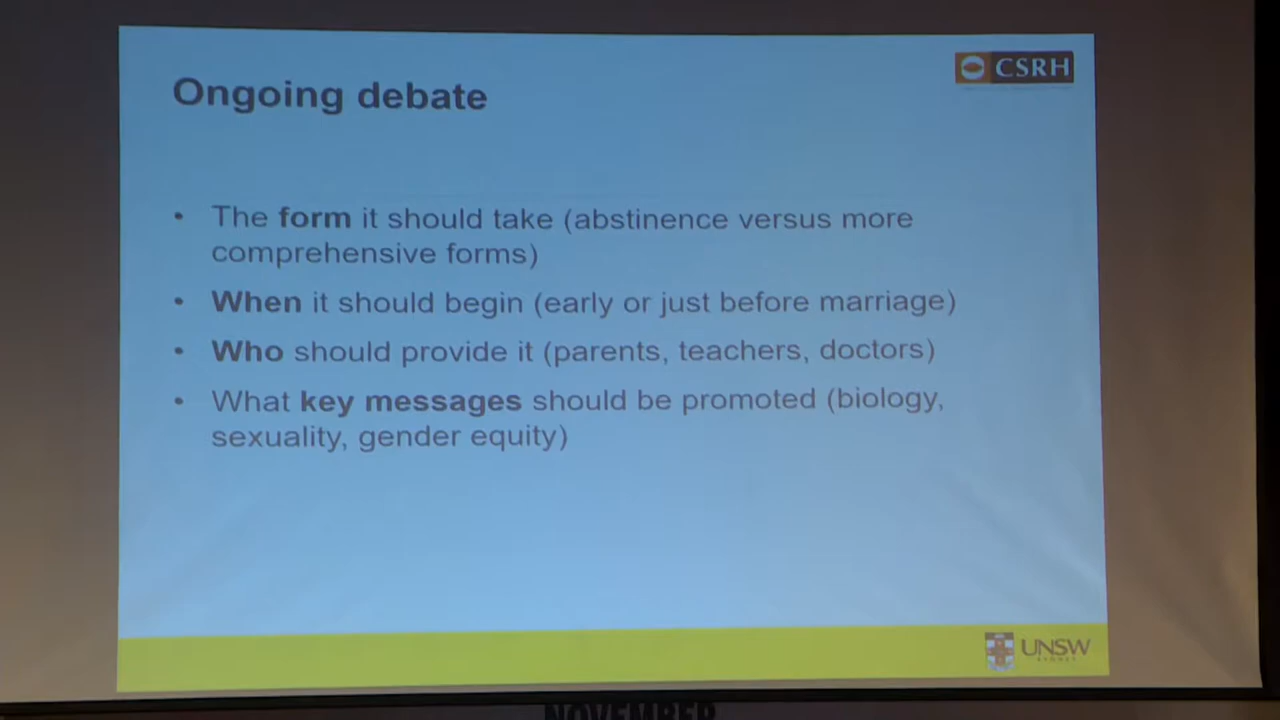 Ongoing debate
CSRH
• The form it should take (abstinence versus more
comprehensive forms)
• When it should begin (early or just before marriage)
• Who should provide it (parents, teachers, doctors)
• What key messages should be promoted (biology,
sexuality, gender equity)
UNSW
SYDNEY
NOVEMBER